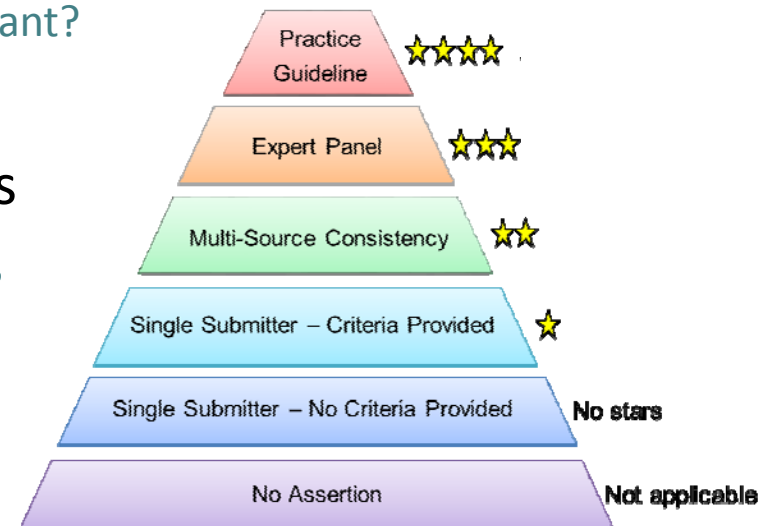 ant?
Practice
Guideline
Expert Panel
s
Multi-Source Consistency
Single Submitter – Criteria Provided
Single Submitter – No Criteria Provided
No stars
No Assertion
Not applicable